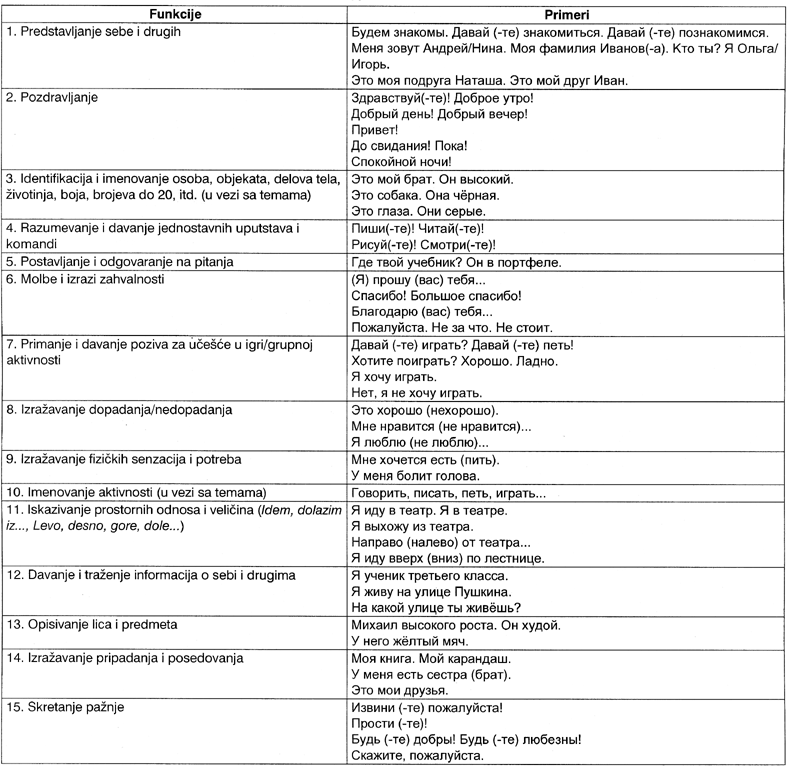 Funkcije
Primeri
1. Predstavljanje sebe i drugih
Будем знакомы. Давай (-те) знакомиться. Давай (-те) познакомимся.
Меня зовут Андрей/Нина. Моя фамилия Иванов(-а). Кто ты? Я Ольга/
Игорь.
Это моя подруга Наташа. Это мой друг Иван.
2. Pozdravljanje
Здравствуй(-те)! Доброе утро!
Добрый день! Добрый вечер!
Привет!
До свидания! Пока!
Спокойной ночи!
3. Identifikacija i imenovanje osoba, objekata, delova tela,
životinja, boja, brojeva do 20, itd. (u vezi sa temama)
Это мой брат. Он высокий.
Это собака. Она чёрная.
Это глаза. Они серые.
4. Razumevanje i davanje jednostavnih uputstava i
komandi
Пиши(-те)! Читай(-те)!
Рисуй(-те)! Смотри(-те)!
5. Postavljanje i odgovaranje na pitanja
Где твой учебник? Он в портфеле.
6. Molbe i izrazi zahvalnosti
(Я) прошу (вас) тебя...
Спасибо! Большое спасибо!
Благодарю (вас) тебя...
Пожалуйста. Не за что. Не стоит.
7. Primanje i davanje poziva za učešće u igri/grupnoj
aktivnosti
Давай (-те) играть? Давай (-те) петь!
Хотите поиграть? Хорошо. Ладно.
Я хочу играть.
Нет, я не хочу играть.
8. Izražavanje dopadanja/nedopadanja
Это хорошо (нехорошо).
Мне нравится (не нравится)...
Я люблю (не люблю)...
9. Izražavanje fizičkih senzacija i potreba
Мне хочется есть (пить).
У меня болит голова.
10. Imenovanje aktivnosti (u vezi sa temama)
Говорить, писать, петь, играть...
11. Iskazivanje prostornih odnosa i veličina (Idem, dolazim
iz..., Levo, desno, gore, dole...)
Я иду в театр. Я в театре.
Я выхожу из театра.
Направо (налево) от театра...
Я иду вверх (вниз) по лестнице.
12. Davanje i traženje informacija o sebi i drugima
Я ученик третьего класса.
Я живу на улице Пушкина.
На какой улице ты живёшь?
13. Opisivanje lica i predmeta
Михаил высокого роста. Он худой.
У него жёлтый мяч.
14. Izražavanje pripadanja i posedovanja
Моя книга. Мой карандаш.
У меня есть сестра (брат).
Это мои друзья.
15. Skretanje pažnje
Извини (-те) пожалуйста!
Прости (-те)!
Будь (-те) добры! Будь (-те) любезны!
Скажите, пожалуйста.